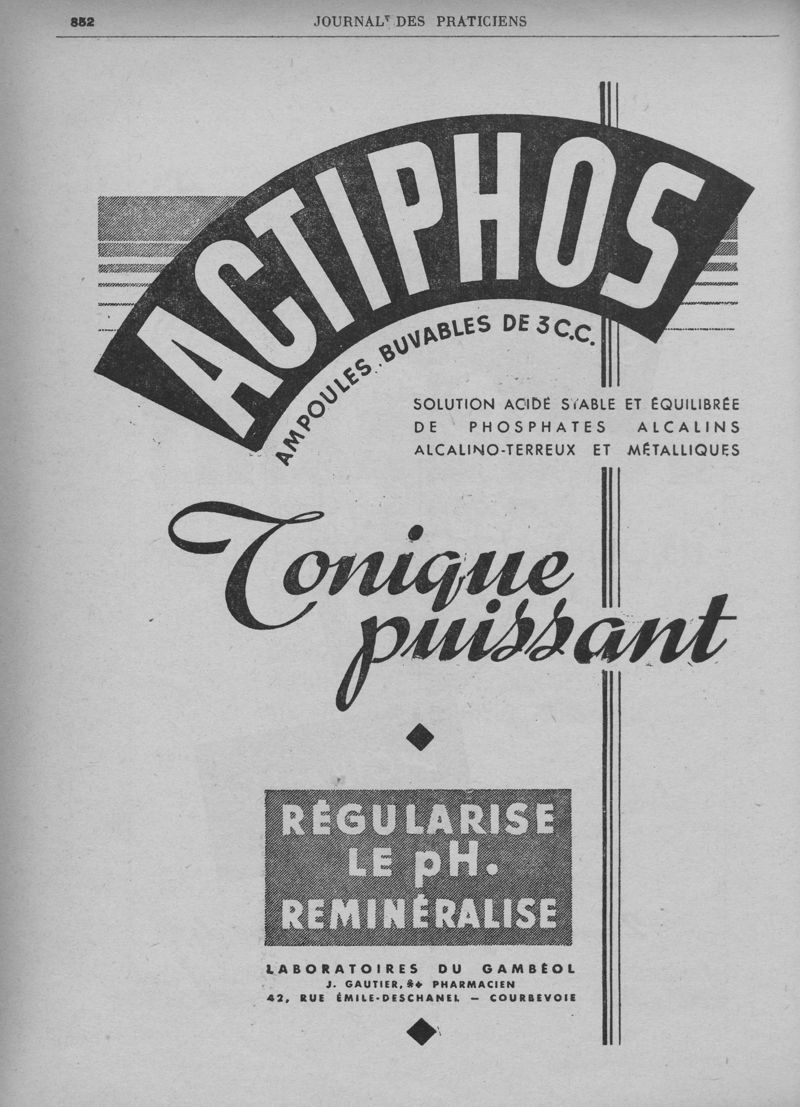 852
JOURNAL DES PRATICIENS
ACTIPHOS
AMPOULES BUVABLES DE 3 C.C.
SOLUTION ACIDE STABLE ET ÉQUILIBRÉE
DE PHOSPHATES ALCALINS
ALCALINO-TERREUX ET MÉTALLIQUES
Tonique
puissant
RÉGULARISE
LE pH.
REMINÉRALISE
LABORATOIRES DU GAMBÉOL
J. GAUTIER, PHARMACIEN
42, RUE ÉMILE-DESCHANEL — COURBEVOIE